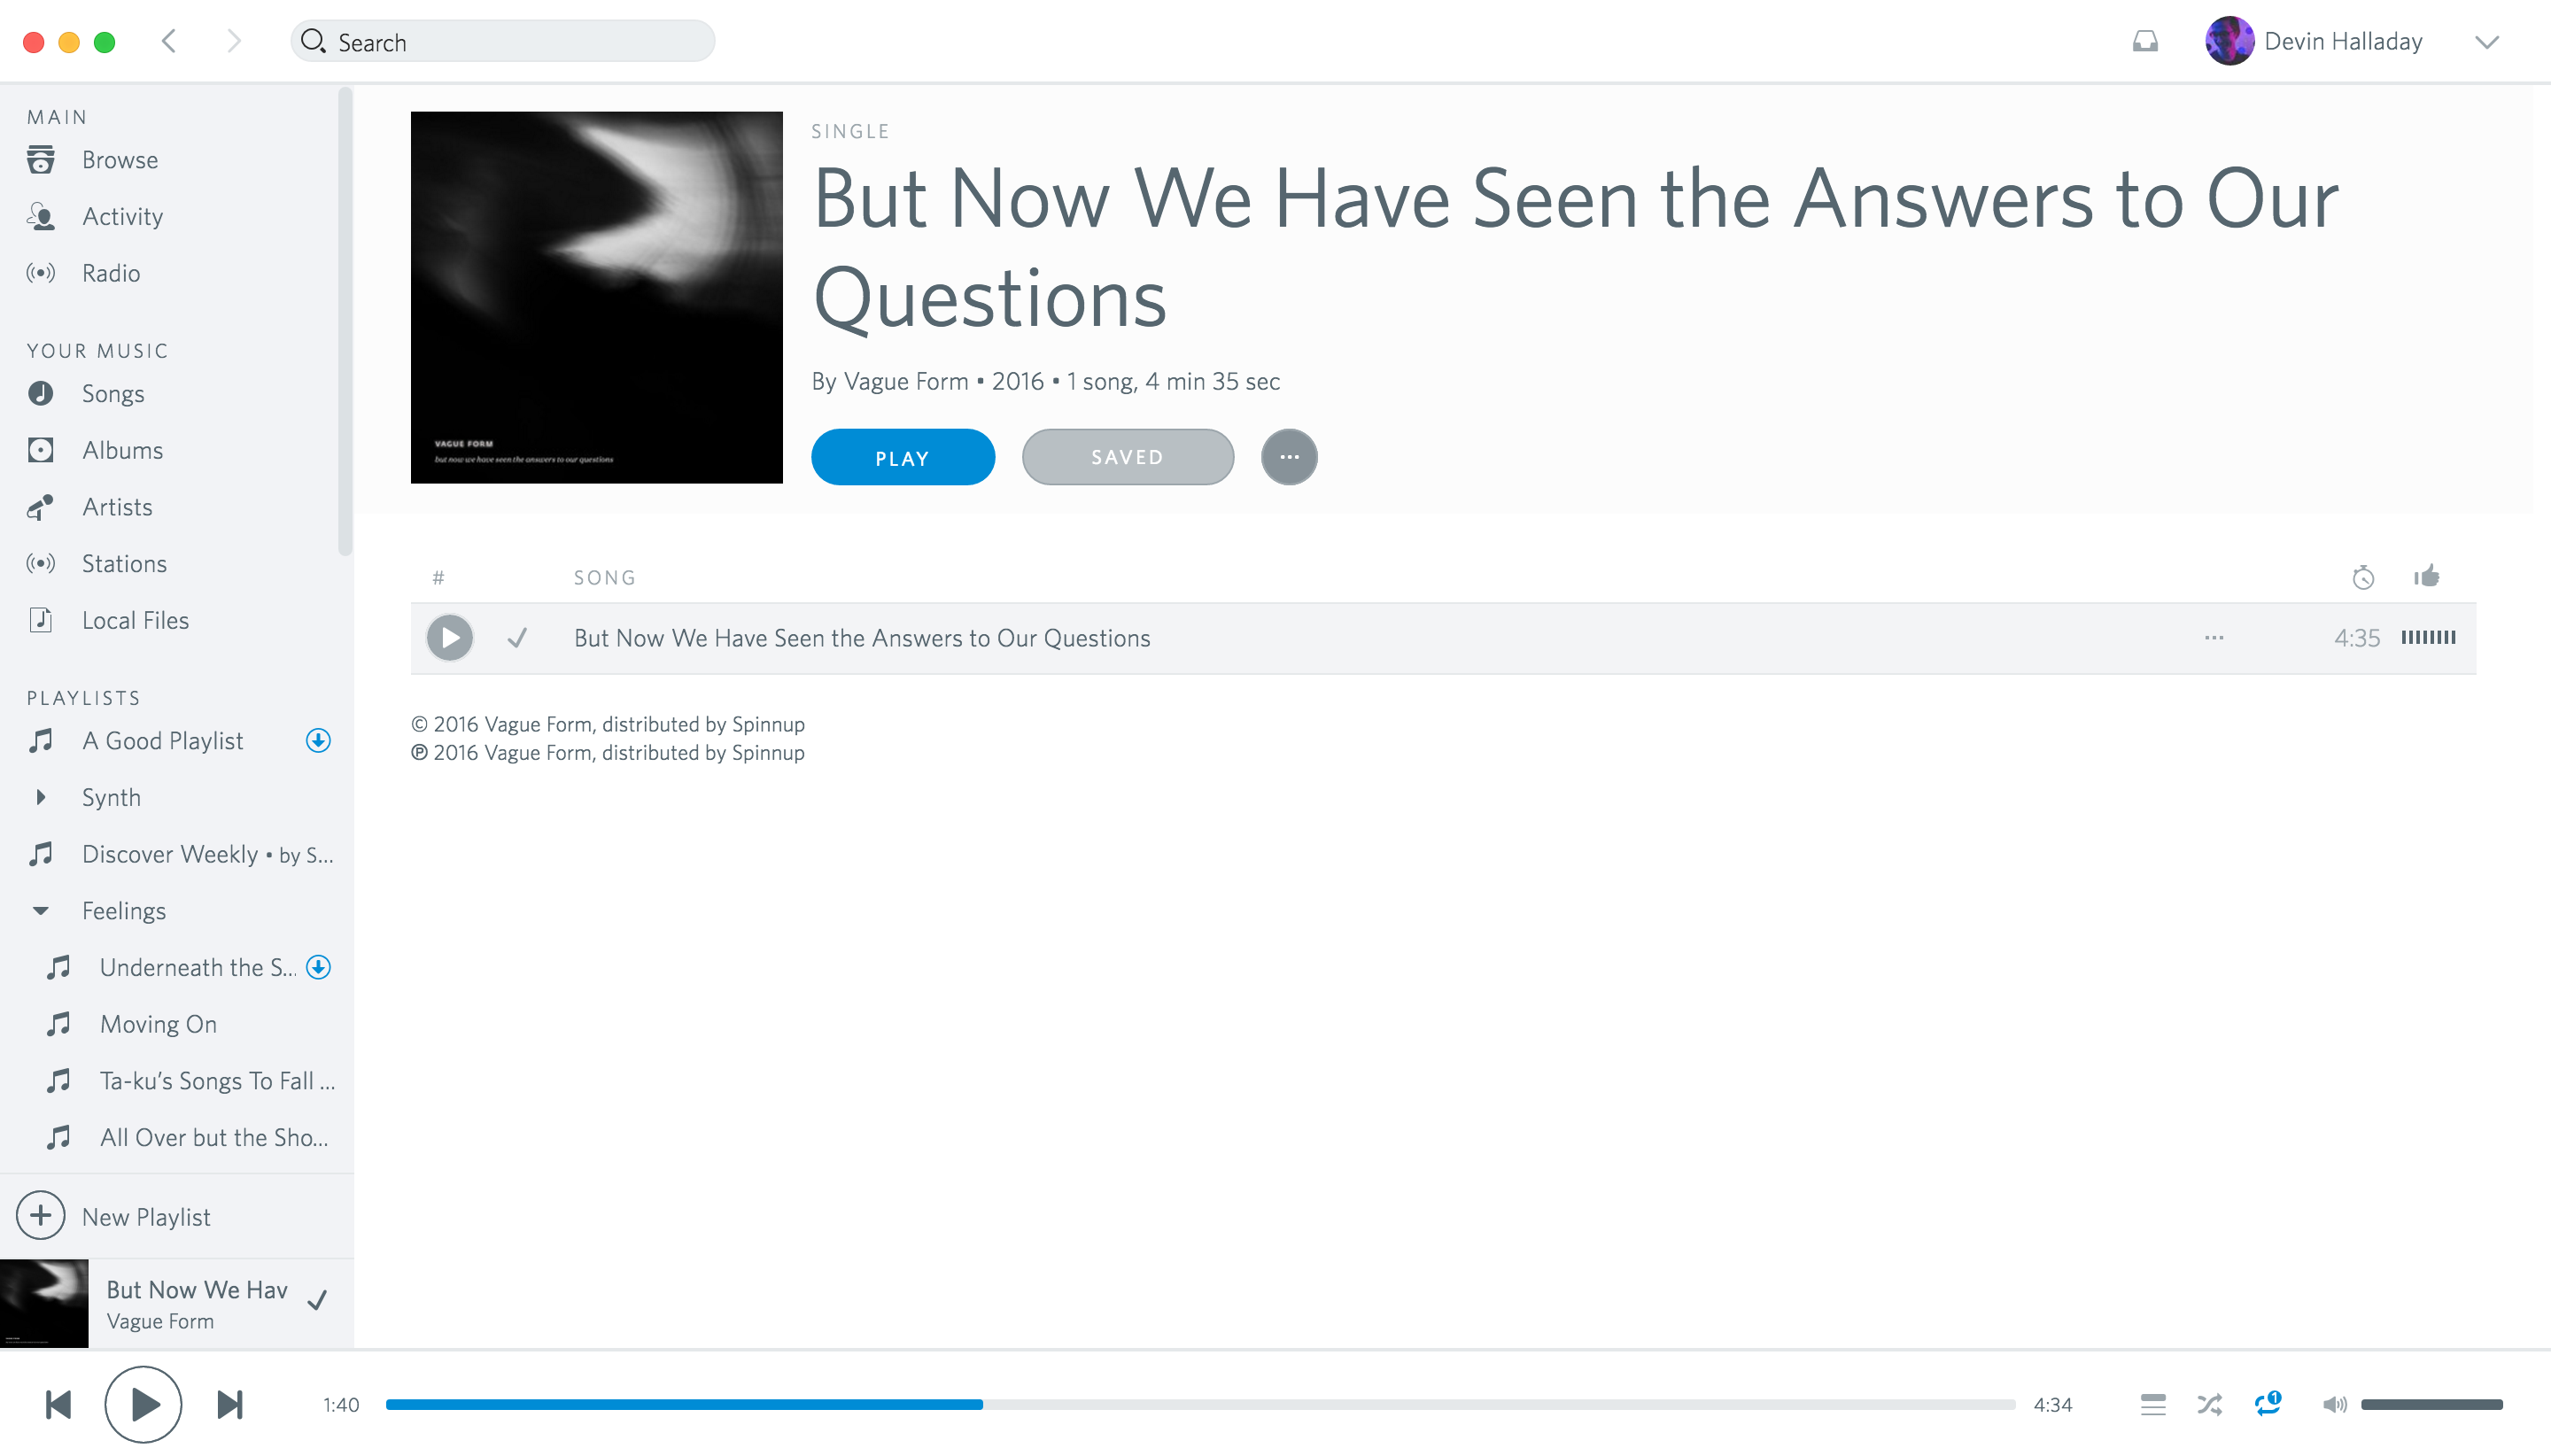 Search
Devin Halladay
MAIN
Browse
Activity
Radio
YOUR MUSIC
Songs
Albums
Artists
Stations
Local Files
PLAYLISTS
A Good Playlist
Synth
Discover Weekly • by S...
Feelings
Underneath the S...
Moving On
Ta-ku’s Songs To Fall ...
All Over but the Sho...
New Playlist
But Now We Hav
Vague Form
VAGUE FORM
but now we have seen the answers to our questions
SINGLE
But Now We Have Seen the Answers to Our
Questions
By Vague Form • 2016 • 1 song, 4 min 35 sec
PLAY
SAVED
# SONG
But Now We Have Seen the Answers to Our Questions ... 4:35
© 2016 Vague Form, distributed by Spinnup
℗ 2016 Vague Form, distributed by Spinnup
1:40
4:34
1